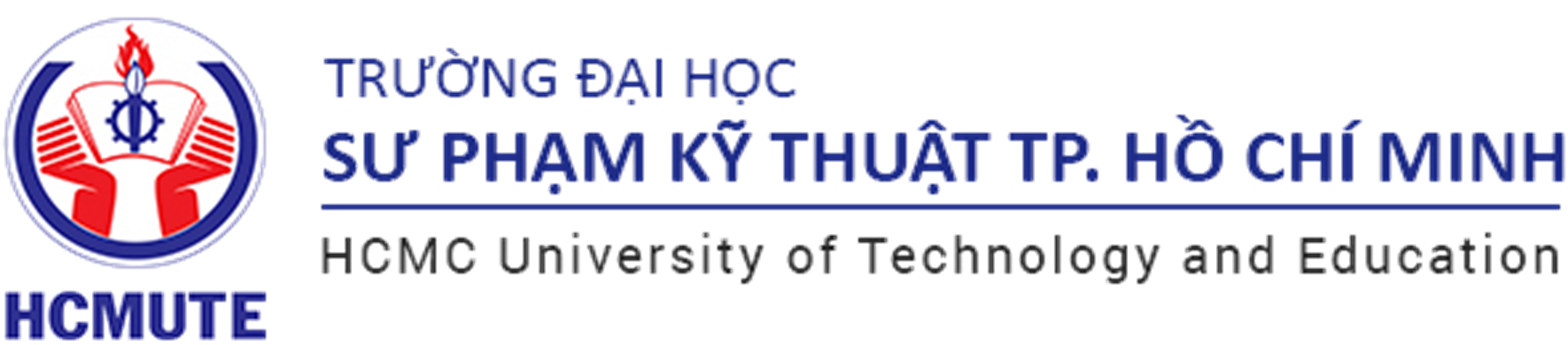 TRƯỜNG ĐẠI HỌC
SƯ PHẠM KỸ THUẬT TP. HỒ CHÍ MINH
HCMC University of Technology and Education
HCMUTE